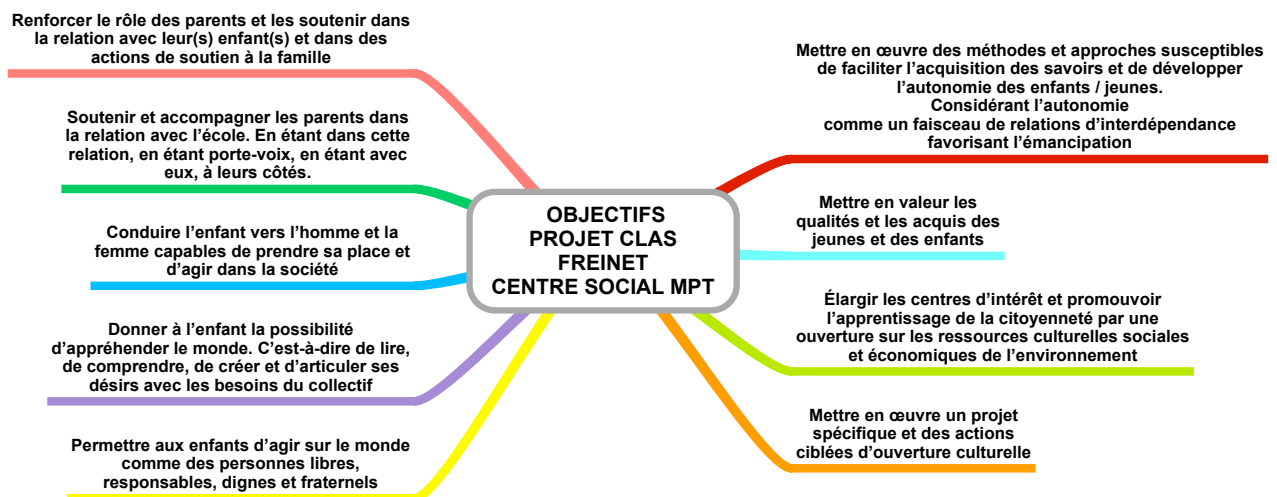 OBJECTIFS
PROJET CLAS
FREINET
CENTRE SOCIAL MPT
Renforcer le rôle des parents et les soutenir dans
la relation avec leur(s) enfant(s) et dans des
actions de soutien à la famille
Soutenir et accompagner les parents dans
la relation avec l’école. En étant dans cette
relation, en étant porte-voix, en étant avec
eux, à leurs côtés.
Conduire l’enfant vers l’homme et la
femme capables de prendre sa place et
d’agir dans la société
Donner à l’enfant la possibilité
d’appréhender le monde. C’est-à-dire de lire,
de comprendre, de créer et d’articuler ses
désirs avec les besoins du collectif
Permettre aux enfants d’agir sur le monde
comme des personnes libres,
responsables, dignes et fraternels
Mettre en œuvre des méthodes et approches susceptibles
de faciliter l’acquisition des savoirs et de développer
l’autonomie des enfants / jeunes.
Considérant l’autonomie
comme un faisceau de relations d’interdépendance
favorisant l’émancipation
Mettre en valeur les
qualités et les acquis des
jeunes et des enfants
Élargir les centres d’intérêt et promouvoir
l’apprentissage de la citoyenneté par une
ouverture sur les ressources culturelles sociales
et économiques de l’environnement
Mettre en œuvre un projet
spécifique et des actions
ciblées d’ouverture culturelle